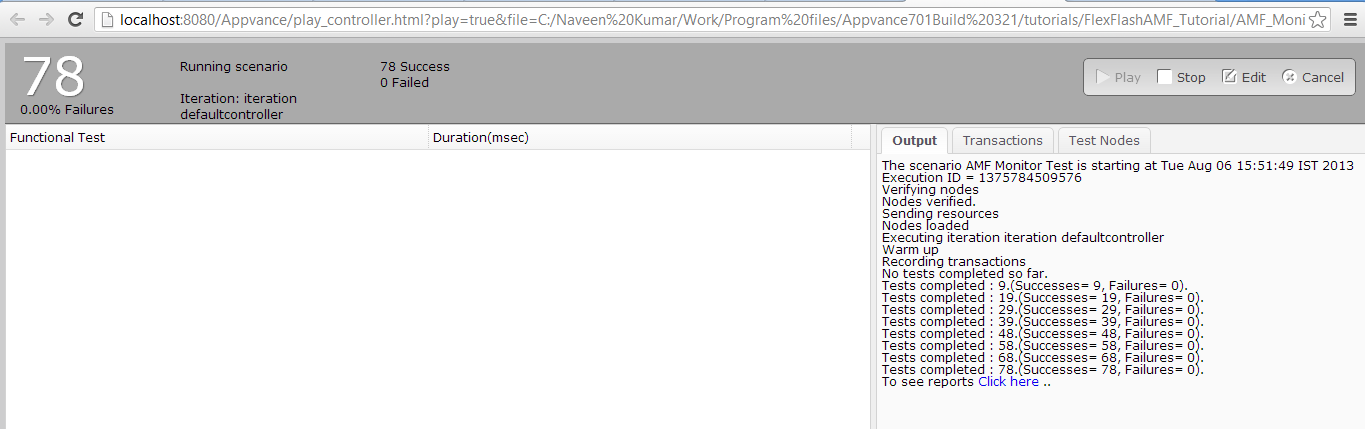 localhost:8080/Appvance/play_controller.html?play=true&file=C:/Naveen%20Kumar/Work/Program%20files/Appvance701Build%20321/tutorials/FlexFlashAMF_Tutorial/AMF_Moni
78
0.00% Failures
Running scenario
Iteration: iteration
defaultcontroller
78 Success
0 Failed
Play Stop Edit Cancel
Functional Test Duration(msec)
Output Transactions Test Nodes
The scenario AMF Monitor Test is starting at Tue Aug 06 15:51:49 IST 2013
Execution ID = 1375784509576
Verifying nodes
Nodes verified.
Sending resources
Nodes loaded
Executing iteration iteration defaultcontroller
Warm up
Recording transactions
No tests completed so far.
Tests completed : 9.(Successes= 9, Failures= 0).
Tests completed : 19.(Successes= 19, Failures= 0).
Tests completed : 29.(Successes= 29, Failures= 0).
Tests completed : 39.(Successes= 39, Failures= 0).
Tests completed : 48.(Successes= 48, Failures= 0).
Tests completed : 58.(Successes= 58, Failures= 0).
Tests completed : 68.(Successes= 68, Failures= 0).
Tests completed : 78.(Successes= 78, Failures= 0).
To see reports Click here ..